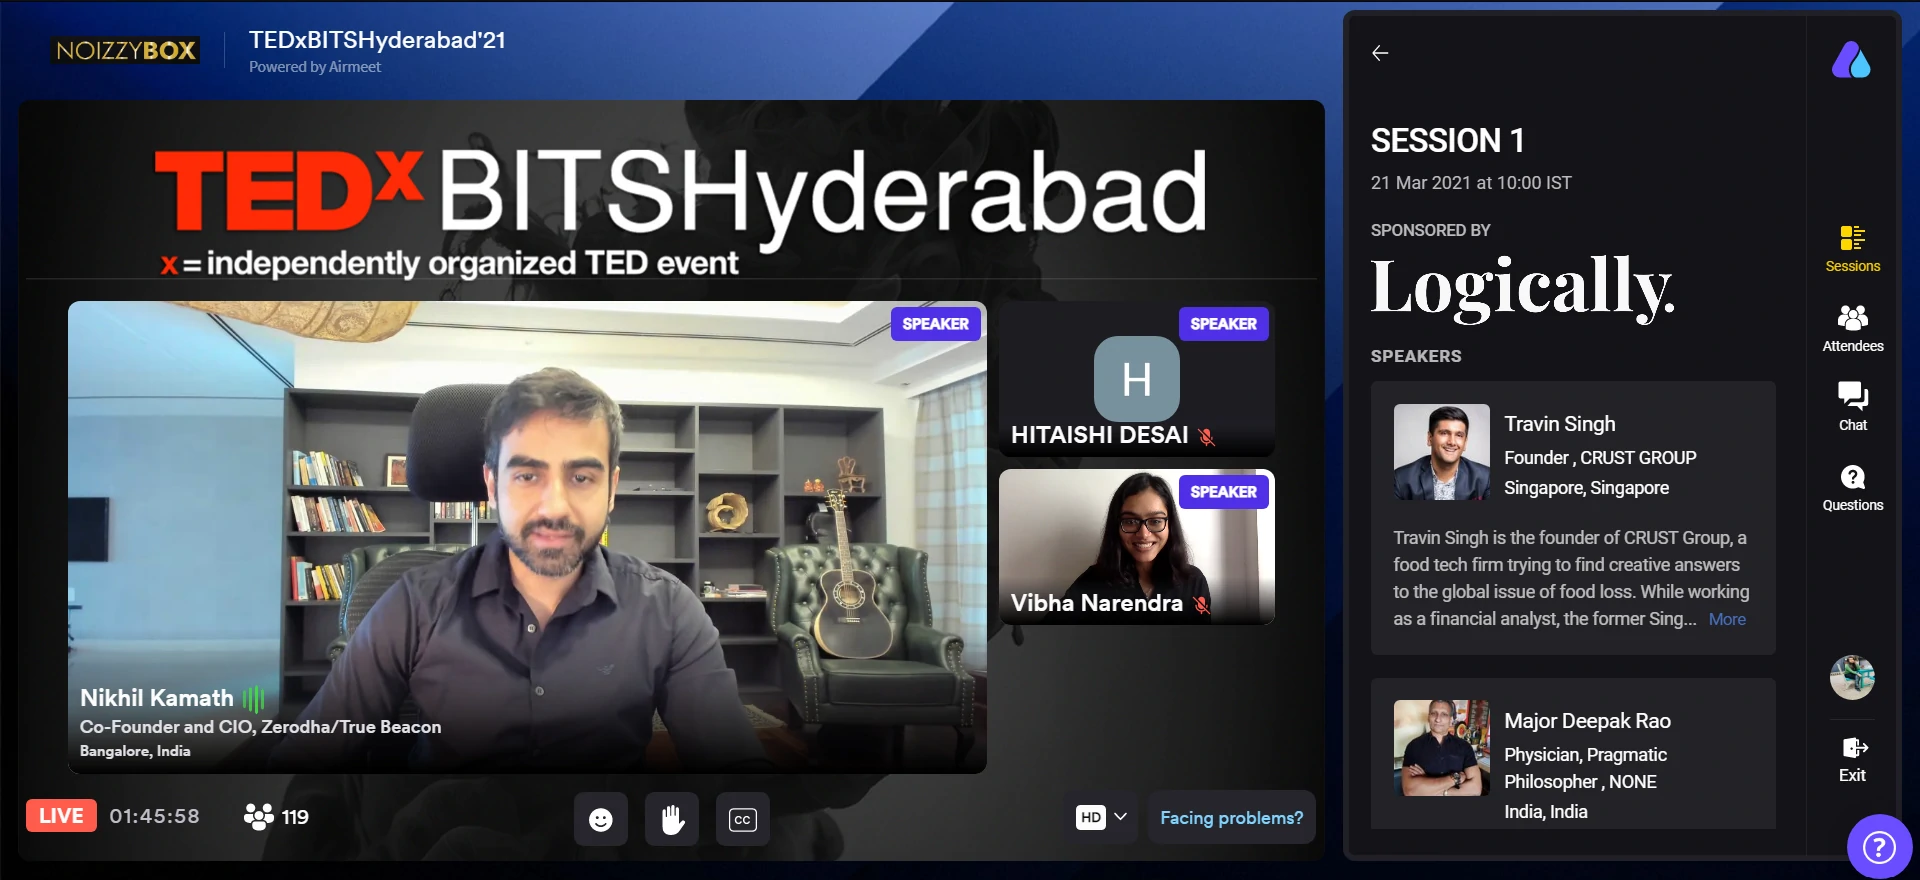 NOIZZYBOX
TEDxBITSHyderabad'21
Powered by Airmeet
TEDx BITSHyderabad
x = independently organized TED event
SPEAKER
Nikhil Kamath
Co-Founder and CIO, Zerodha/True Beacon
Bangalore, India
SPEAKER
H
HITAISHI DESAI
SPEAKER
Vibha Narendra
LIVE
01:45:58
119
CC
HD
Facing problems?
SESSION 1
21 Mar 2021 at 10:00 IST
SPONSORED BY
Logically.
SPEAKERS
Travin Singh
Founder , CRUST GROUP
Singapore, Singapore
Travin Singh is the founder of CRUST Group, a
food tech firm trying to find creative answers
to the global issue of food loss. While working
as a financial analyst, the former Sing... More
Major Deepak Rao
Physician, Pragmatic
Philosopher , NONE
India, India
Sessions
Attendees
Chat
?
Questions
Exit
?